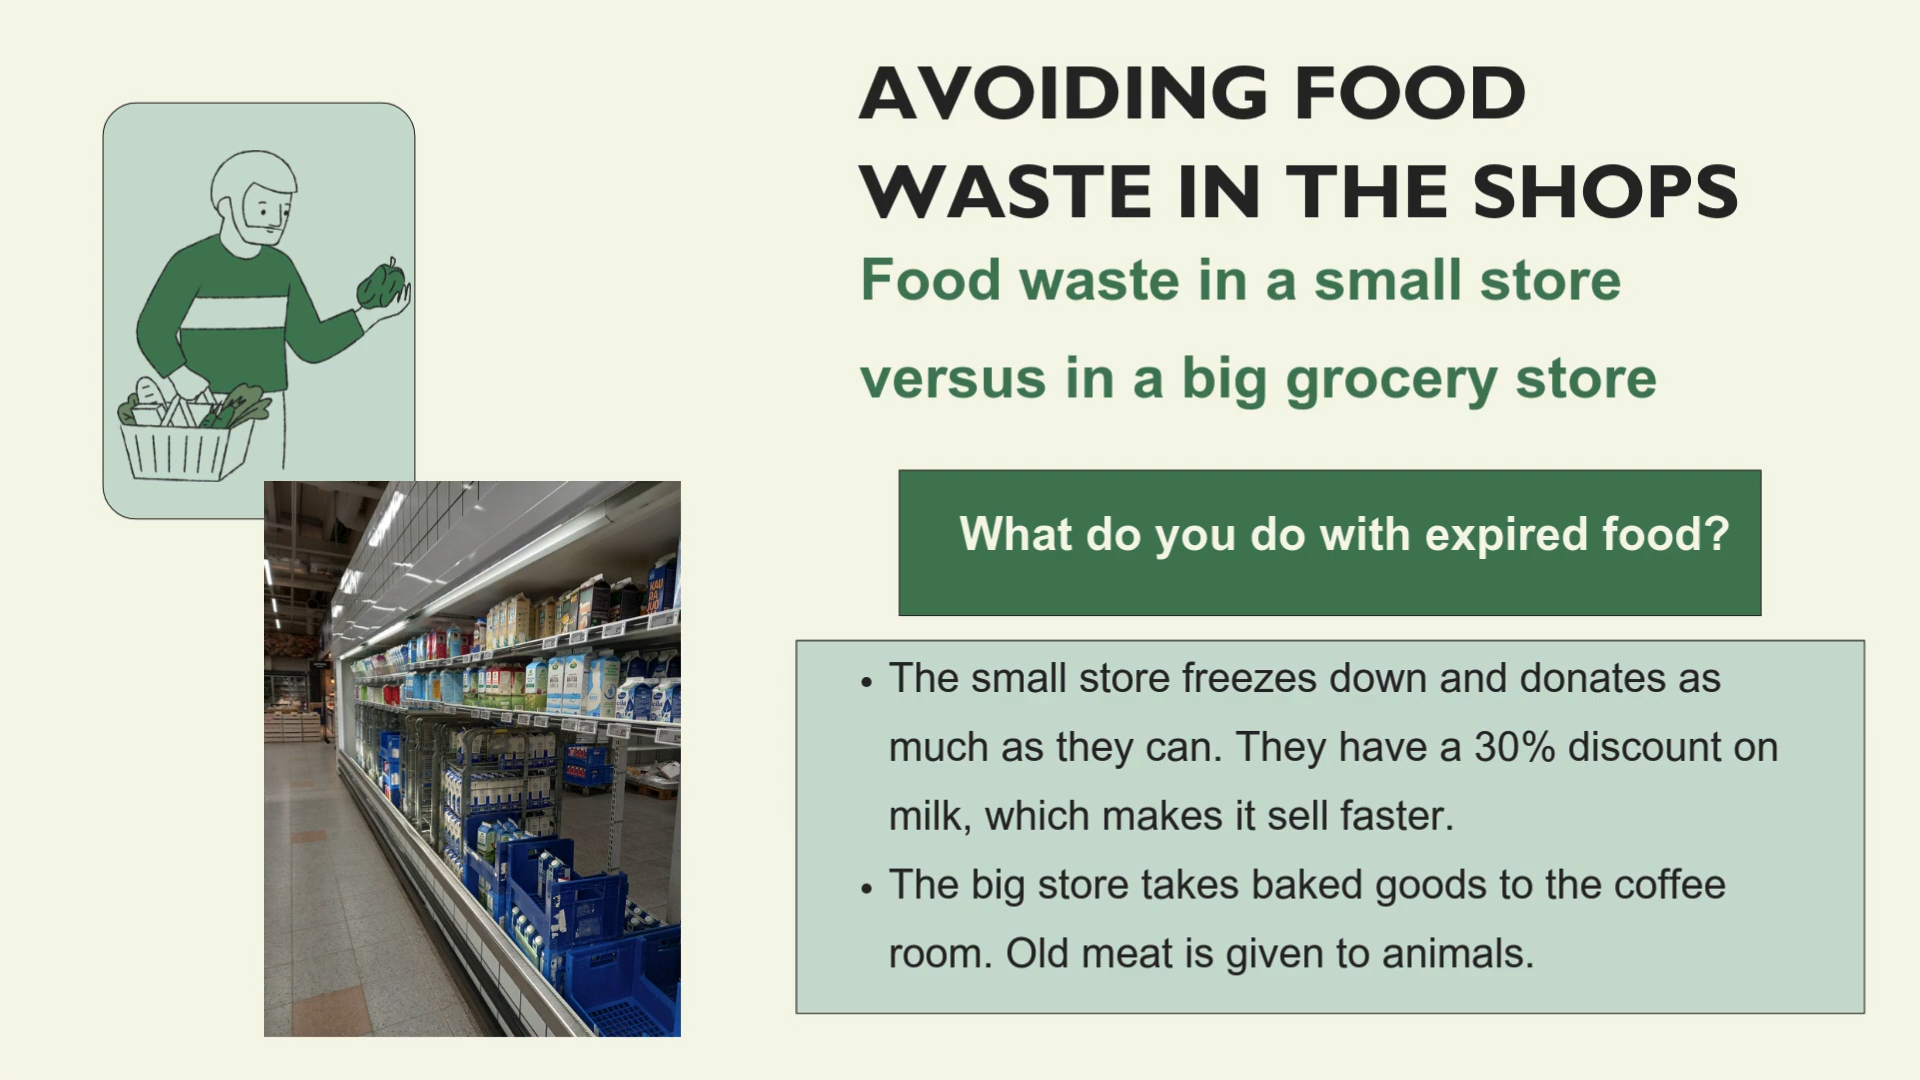 AVOIDING FOOD
WASTE IN THE SHOPS
Food waste in a small store
versus in a big grocery store
What do you do with expired food?
• The small store freezes down and donates as
much as they can. They have a 30% discount on
milk, which makes it sell faster.
• The big store takes baked goods to the coffee
room. Old meat is given to animals.